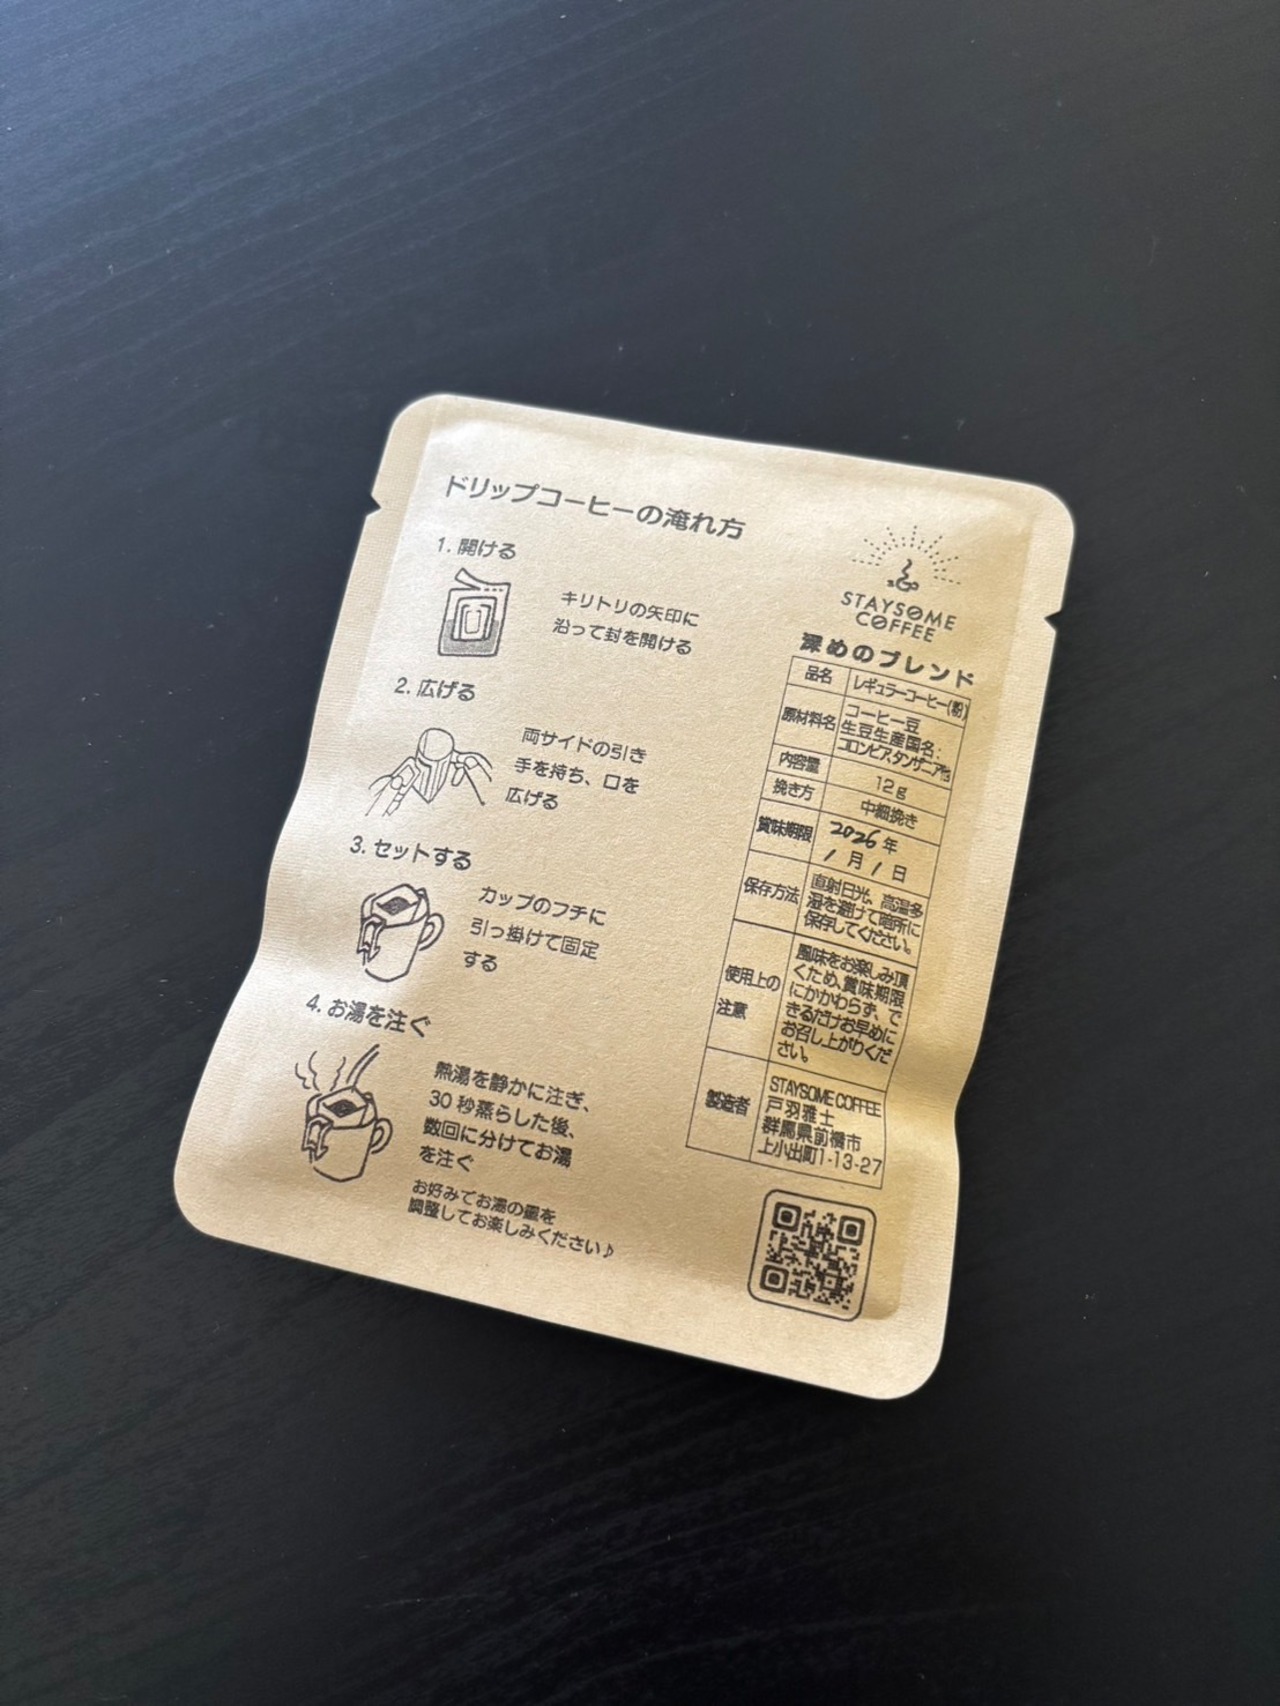 ドリップコーヒーの淹れ方
1. 開ける
キリトリの矢印に
沿って封を開ける
2. 広げる
両サイドの引き
手を持ち、口を
広げる
3. セットする
カップのフチに
引っ掛けて固定
する
4. お湯を注ぐ
熱湯を静かに注ぎ、
30秒蒸らした後、
数回に分けてお湯
を注ぐ
お好みでお湯の量を
調整してお楽しみください♪
STAYSOME
COFFEE
深めのブレンド
品名 レギュラーコーヒー(粉)
原材料名 コーヒー豆
生豆生産国名:
コロンビア,タンザニア他
内容量 12g
挽き方 中細挽き
賞味期限 2026年
1月1日
保存方法 直射日光、高温多
湿を避けて暗所に
保存してください。
使用上の注意 風味をお楽しみ頂
くため、賞味期限
にかかわらず、で
きるだけお早めに
お召し上がりくだ
さい。
製造者 STAYSOME COFFEE
戸羽雅士
群馬県前橋市
上小出町1-13-27